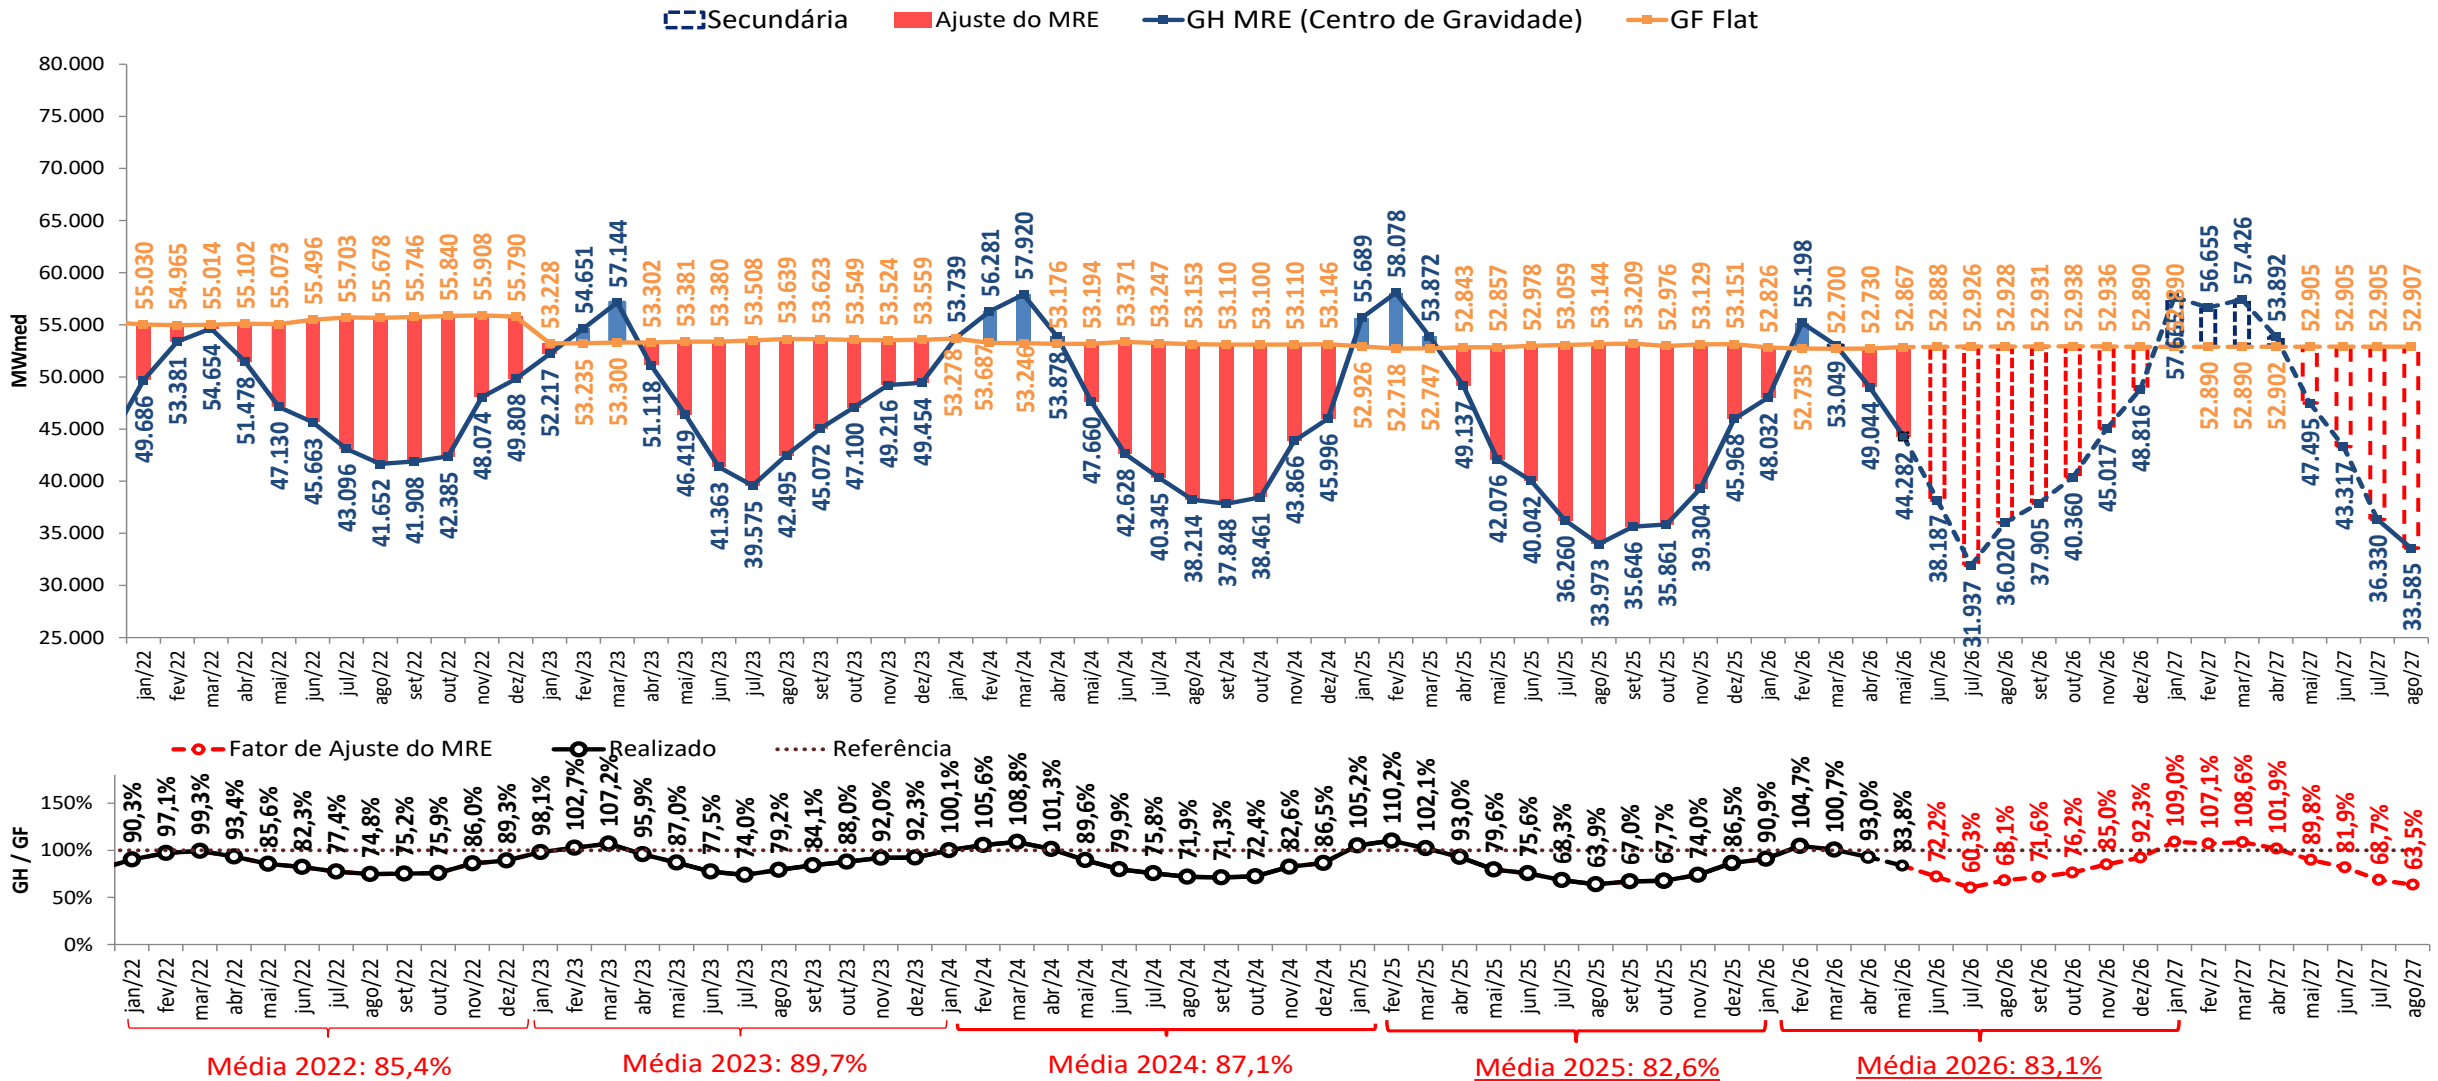 Secundária Ajuste do MRE GH MRE (Centro de Gravidade) GF Flat
MWmed
80.000
75.000
70.000
65.000
60.000
55.000
50.000
45.000
40.000
35.000
30.000
25.000
55.030 54.965 55.014 55.102 55.073 55.496 55.703 55.678 55.746 55.840 55.908 55.790 53.228 53.235 53.300 53.302 53.381 53.380 53.508 53.639 53.623 53.549 53.524 53.559 53.278 53.687 53.246 53.176 53.194 53.371 53.247 53.153 53.110 53.100 53.110 53.146 52.926 52.718 52.747 52.843 52.857 52.978 53.059 53.144 53.209 52.976 53.129 53.151 52.826 52.735 52.700 52.730 52.867 52.888 52.926 52.928 52.931 52.938 52.936 52.890 52.890 52.890 52.890 52.902 52.905 52.905 52.905 52.907
49.686 53.381 54.654 51.478 47.130 45.663 43.096 41.652 41.908 42.385 48.074 49.808 52.217 54.651 57.144 51.118 46.419 41.363 39.575 42.495 45.072 47.100 49.216 49.454 53.739 56.281 57.920 53.878 47.660 42.628 40.345 38.214 37.848 38.461 43.866 45.996 55.689 58.078 53.872 49.137 42.076 40.042 36.260 33.973 35.646 35.861 39.304 45.968 48.032 55.198 53.049 49.044 44.282 38.187 31.937 36.020 37.905 40.360 45.017 48.816 56.655 57.426 53.892 47.495 43.317 36.330 33.585
jan/22 fev/22 mar/22 abr/22 mai/22 jun/22 jul/22 ago/22 set/22 out/22 nov/22 dez/22 jan/23 fev/23 mar/23 abr/23 mai/23 jun/23 jul/23 ago/23 set/23 out/23 nov/23 dez/23 jan/24 fev/24 mar/24 abr/24 mai/24 jun/24 jul/24 ago/24 set/24 out/24 nov/24 dez/24 jan/25 fev/25 mar/25 abr/25 mai/25 jun/25 jul/25 ago/25 set/25 out/25 nov/25 dez/25 jan/26 fev/26 mar/26 abr/26 mai/26 jun/26 jul/26 ago/26 set/26 out/26 nov/26 dez/26 jan/27 fev/27 mar/27 abr/27 mai/27 jun/27 jul/27 ago/27
Fator de Ajuste do MRE Realizado Referência
GH / GF
150%
100%
50%
0%
90,3% 97,1% 99,3% 93,4% 85,6% 82,3% 77,4% 74,8% 75,2% 75,9% 86,0% 89,3% 98,1% 102,7% 107,2% 95,9% 87,0% 77,5% 74,0% 79,2% 84,1% 88,0% 92,0% 92,3% 100,1% 105,6% 108,8% 101,3% 89,6% 79,9% 75,8% 71,9% 71,3% 72,4% 82,6% 86,5% 105,2% 110,2% 102,1% 93,0% 79,6% 75,6% 68,3% 63,9% 67,0% 67,7% 74,0% 86,5% 90,9% 104,7% 100,7% 93,0% 83,8% 72,2% 60,3% 68,1% 71,6% 76,2% 85,0% 92,3% 109,0% 107,1% 108,6% 101,9% 89,8% 81,9% 68,7% 63,5%
jan/22 fev/22 mar/22 abr/22 mai/22 jun/22 jul/22 ago/22 set/22 out/22 nov/22 dez/22 jan/23 fev/23 mar/23 abr/23 mai/23 jun/23 jul/23 ago/23 set/23 out/23 nov/23 dez/23 jan/24 fev/24 mar/24 abr/24 mai/24 jun/24 jul/24 ago/24 set/24 out/24 nov/24 dez/24 jan/25 fev/25 mar/25 abr/25 mai/25 jun/25 jul/25 ago/25 set/25 out/25 nov/25 dez/25 jan/26 fev/26 mar/26 abr/26 mai/26 jun/26 jul/26 ago/26 set/26 out/26 nov/26 dez/26 jan/27 fev/27 mar/27 abr/27 mai/27 jun/27 jul/27 ago/27
Média 2022: 85,4% Média 2023: 89,7% Média 2024: 87,1% Média 2025: 82,6% Média 2026: 83,1%